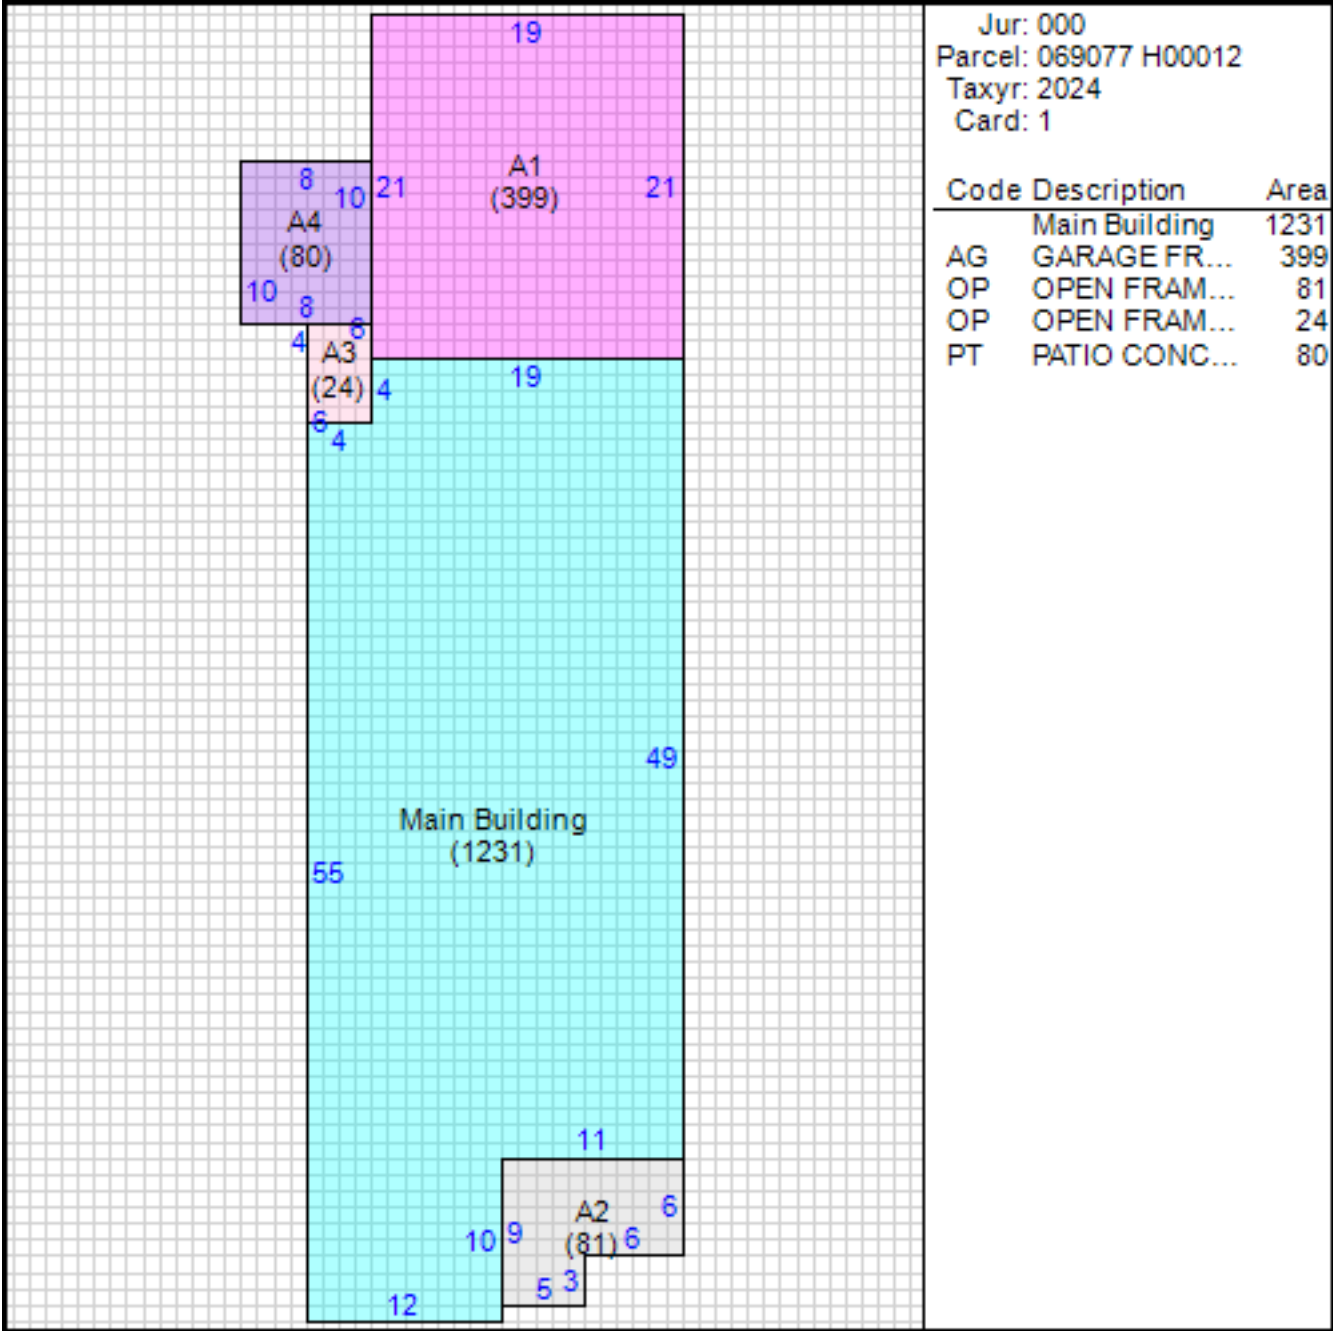 19
A1
(399)
21
21
8
10
A4
(80)
10
8
6
4
A3
(24)
4
6
4
19
49
Main Building
(1231)
55
11
6
A2
(81)
9
6
10
3
5
12
Jur: 000
Parcel: 069077 H00012
Taxyr: 2024
Card: 1
Code Description Area
Main Building 1231
AG GARAGE FR... 399
OP OPEN FRAM... 81
OP OPEN FRAM... 24
PT PATIO CONC... 80